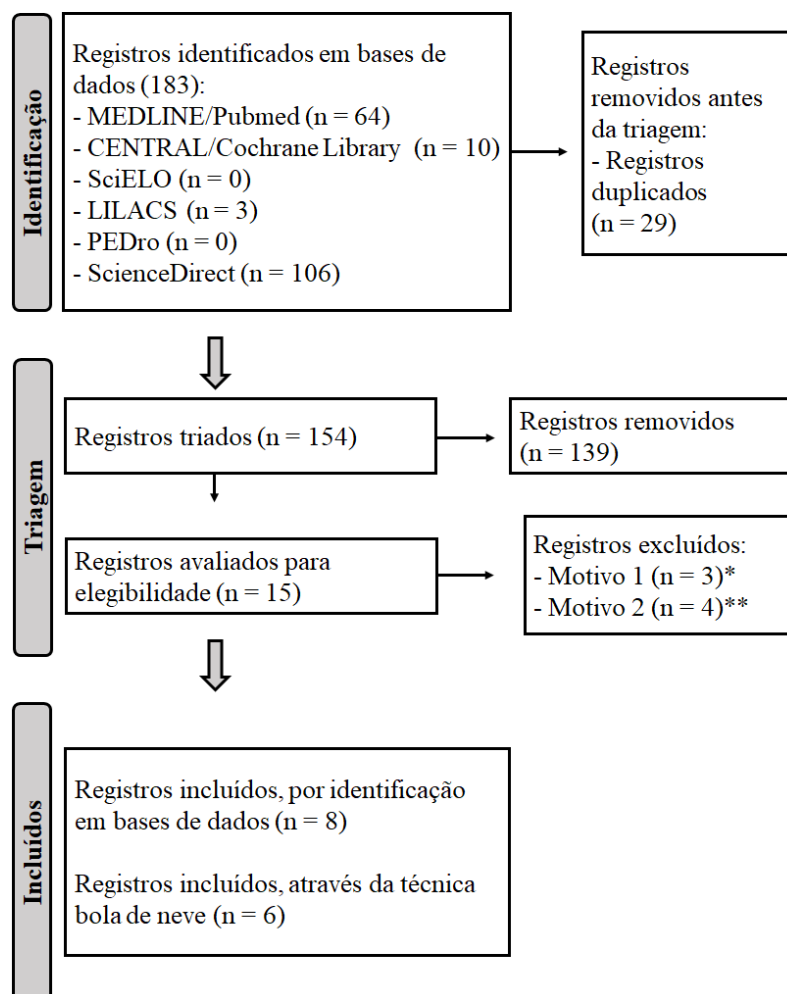 Identificação
Registros identificados em bases de
dados (183):
- MEDLINE/Pubmed (n = 64)
- CENTRAL/Cochrane Library (n = 10)
- SciELO (n = 0)
- LILACS (n = 3)
- PEDro (n = 0)
- ScienceDirect (n = 106)
Registros
removidos antes
da triagem:
- Registros
duplicados
(n = 29)
Triagem
Registros triados (n = 154)
Registros removidos
(n = 139)
Registros avaliados para
elegibilidade (n = 15)
Registros excluídos:
- Motivo 1 (n = 3)*
- Motivo 2 (n = 4)**
Incluídos
Registros incluídos, por identificação
em bases de dados (n = 8)
Registros incluídos, através da técnica
bola de neve (n = 6)